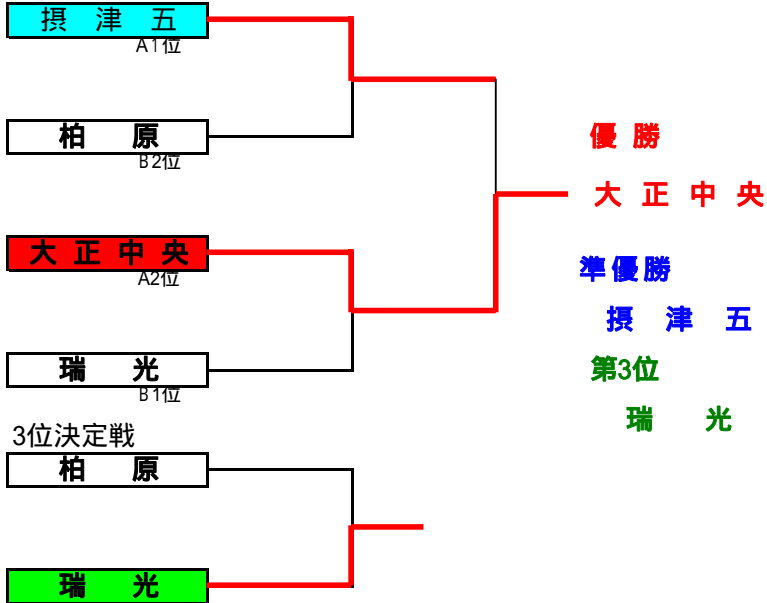 摂津五
A1位
柏原
B2位
優勝
大正中央
大正中央
A2位
準優勝
摂津五
瑞光
B1位
第3位
瑞光
3位決定戦
柏原
瑞光